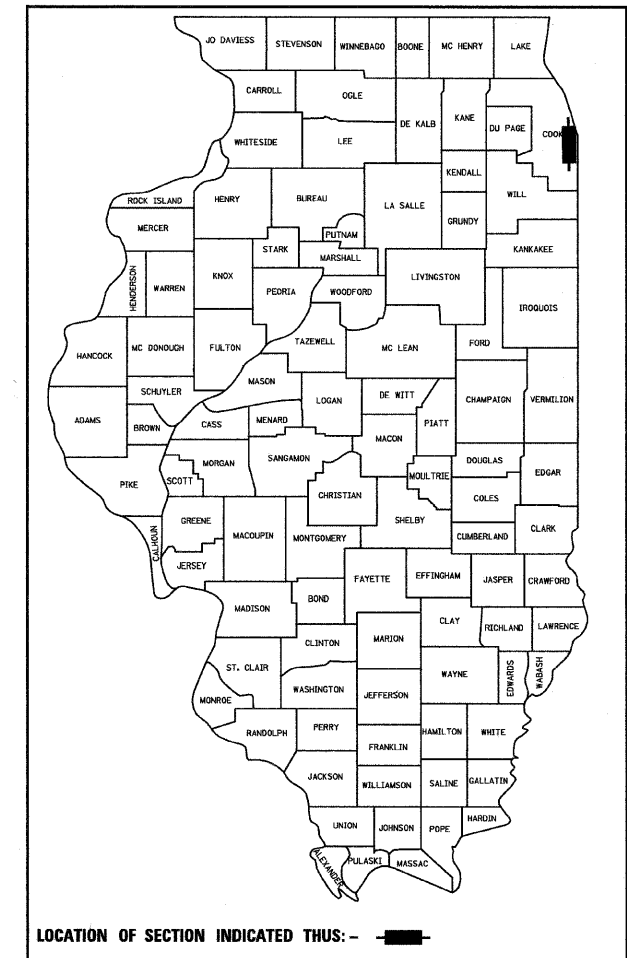 JO DAVIESS
STEVENSON
WINNEBAGO
BOONE
MC HENRY
LAKE
CARROLL
OGLE
DE KALB
KANE
DU PAGE
COOK
WHITESIDE
LEE
KENDALL
WILL
ROCK ISLAND
HENRY
BUREAU
LA SALLE
GRUNDY
MERCER
PUTNAM
KANKAKEE
STARK
MARSHALL
HENDERSON
WARREN
KNOX
PEORIA
WOODFORD
LIVINGSTON
IROQUOIS
HANCOCK
MC DONOUGH
FULTON
TAZEWELL
MC LEAN
FORD
MASON
SCHUYLER
LOGAN
DE WITT
CHAMPAIGN
VERMILION
ADAMS
BROWN
CASS
MENARD
PIATT
MACON
SANGAMON
MORGAN
SCOTT
PIKE
CHRISTIAN
MOULTRIE
DOUGLAS
EDGAR
COLES
SHELBY
CALHOUN
GREENE
MACOUPIN
MONTGOMERY
CUMBERLAND
CLARK
JERSEY
FAYETTE
EFFINGHAM
JASPER
CRAWFORD
MADISON
BOND
CLAY
RICHLAND
LAWRENCE
CLINTON
MARION
ST. CLAIR
WAYNE
EDWARDS
WABASH
WASHINGTON
JEFFERSON
MONROE
RANDOLPH
PERRY
HAMILTON
WHITE
FRANKLIN
JACKSON
WILLIAMSON
SALINE
GALLATIN
UNION
JOHNSON
POPE
HARDIN
ALEXANDER
PULASKI
MASSAC
LOCATION OF SECTION INDICATED THUS: -